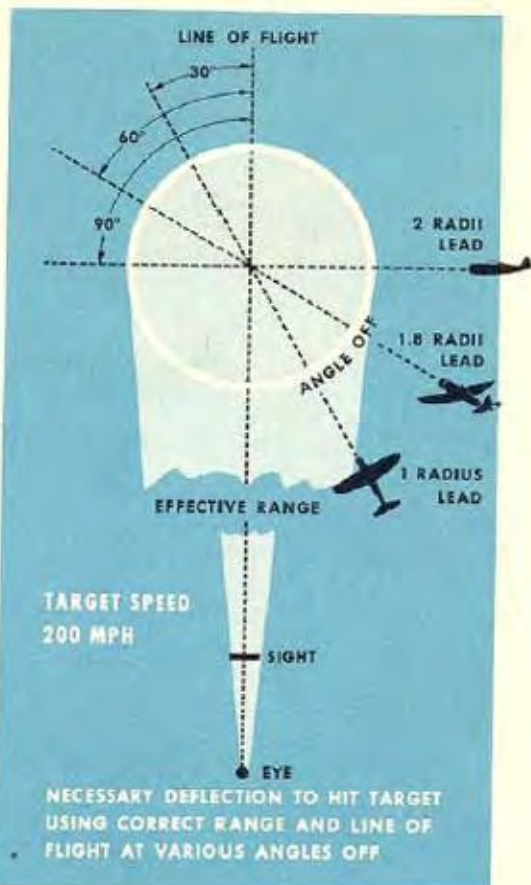 LINE OF FLIGHT
30°
60°
90°
2 RADII
LEAD
1.8 RADII
LEAD
ANGLE OFF
1 RADIUS
LEAD
EFFECTIVE RANGE
TARGET SPEED
200 MPH
SIGHT
EYE
NECESSARY DEFLECTION TO HIT TARGET
USING CORRECT RANGE AND LINE OF
FLIGHT AT VARIOUS ANGLES OFF